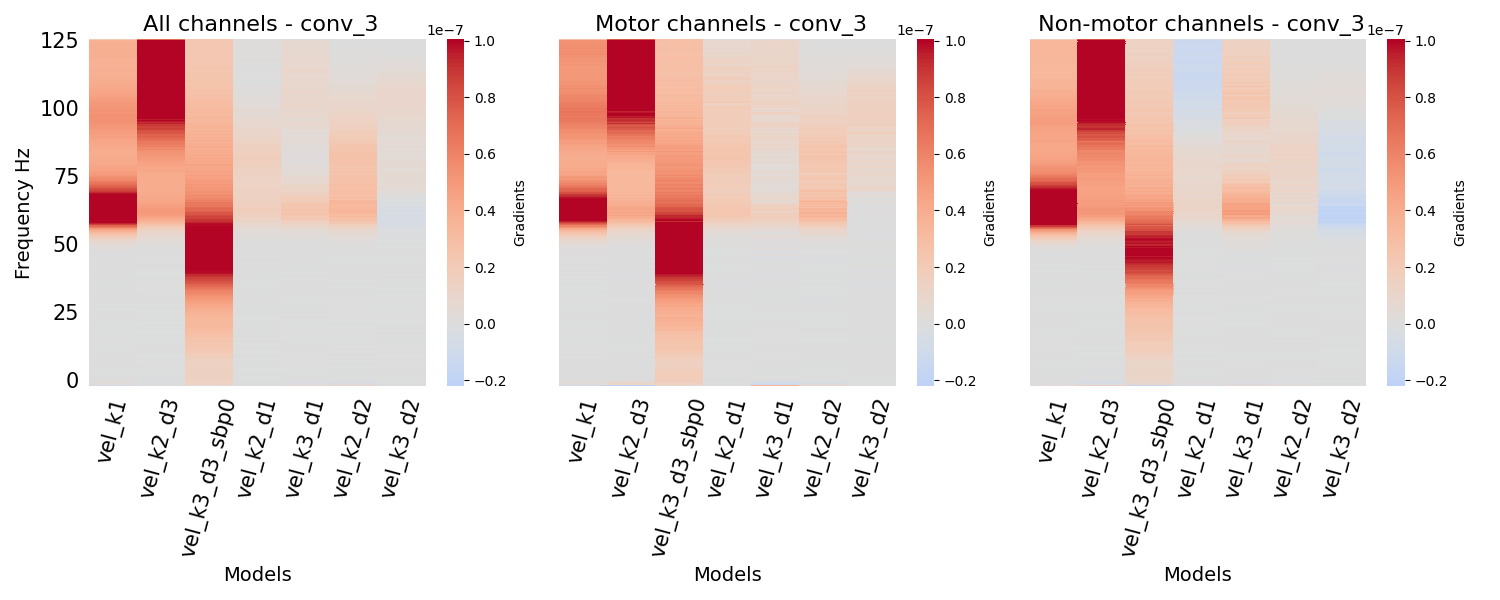 All channels - conv_3
1e−7
Motor channels - conv_3
1e−7
Non-motor channels - conv_3
1e−7
125
100
75
50
25
0
Frequency Hz
1.0
0.8
0.6
0.4
0.2
0.0
−0.2
Gradients
1.0
0.8
0.6
0.4
0.2
0.0
−0.2
Gradients
1.0
0.8
0.6
0.4
0.2
0.0
−0.2
Gradients
vel_k1
vel_k2_d3
vel_k3_d3_sbp0
vel_k2_d1
vel_k3_d1
vel_k2_d2
vel_k3_d2
vel_k1
vel_k2_d3
vel_k3_d3_sbp0
vel_k2_d1
vel_k3_d1
vel_k2_d2
vel_k3_d2
vel_k1
vel_k2_d3
vel_k3_d3_sbp0
vel_k2_d1
vel_k3_d1
vel_k2_d2
vel_k3_d2
Models
Models
Models